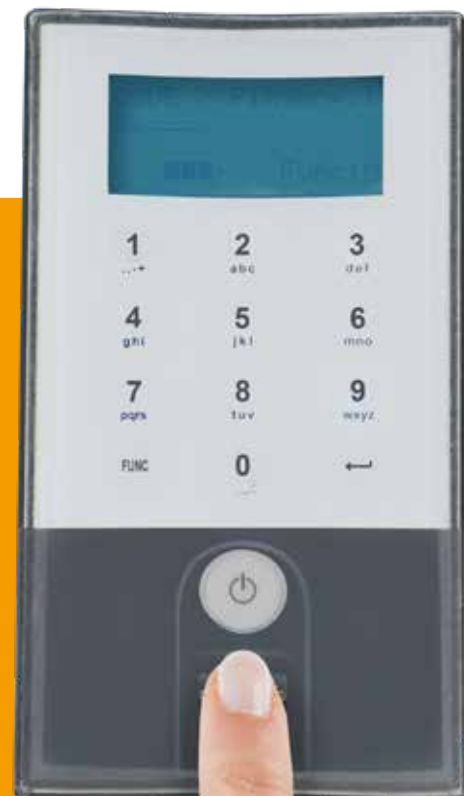 1 2 3
..-+ abc def
4 5 6
ghi jkl mno
7 8 9
pqrs tuv wxyz
FUNC 0